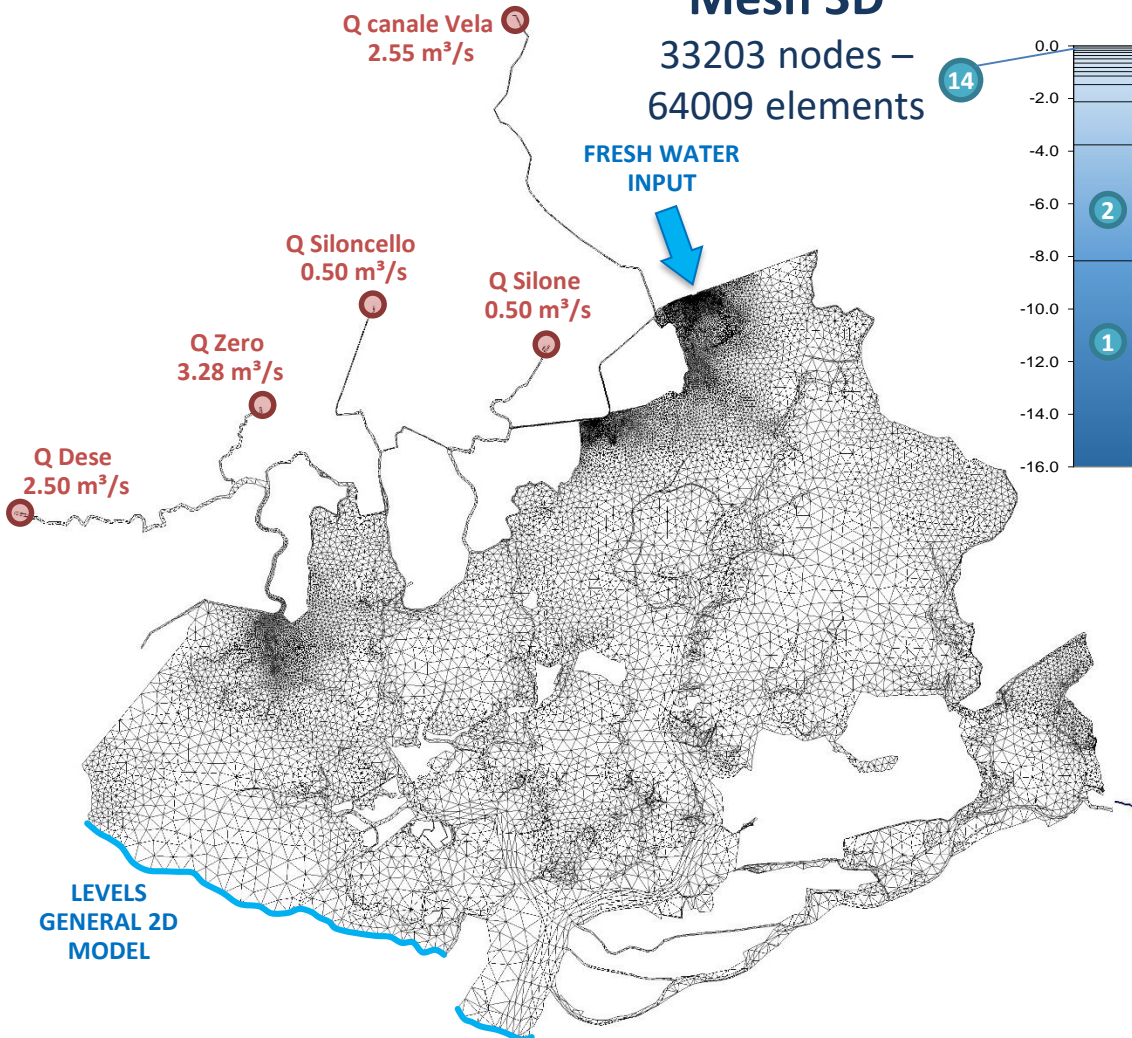 Mesh 3D
33203 nodes –
64009 elements
Q canale Vela
2.55 m³/s
FRESH WATER
INPUT
Q Siloncello
0.50 m³/s
Q Silone
0.50 m³/s
Q Zero
3.28 m³/s
Q Dese
2.50 m³/s
LEVELS
GENERAL 2D
MODEL
14
0.0
-2.0
-4.0
-6.0
-8.0
-10.0
-12.0
-14.0
-16.0
2
1